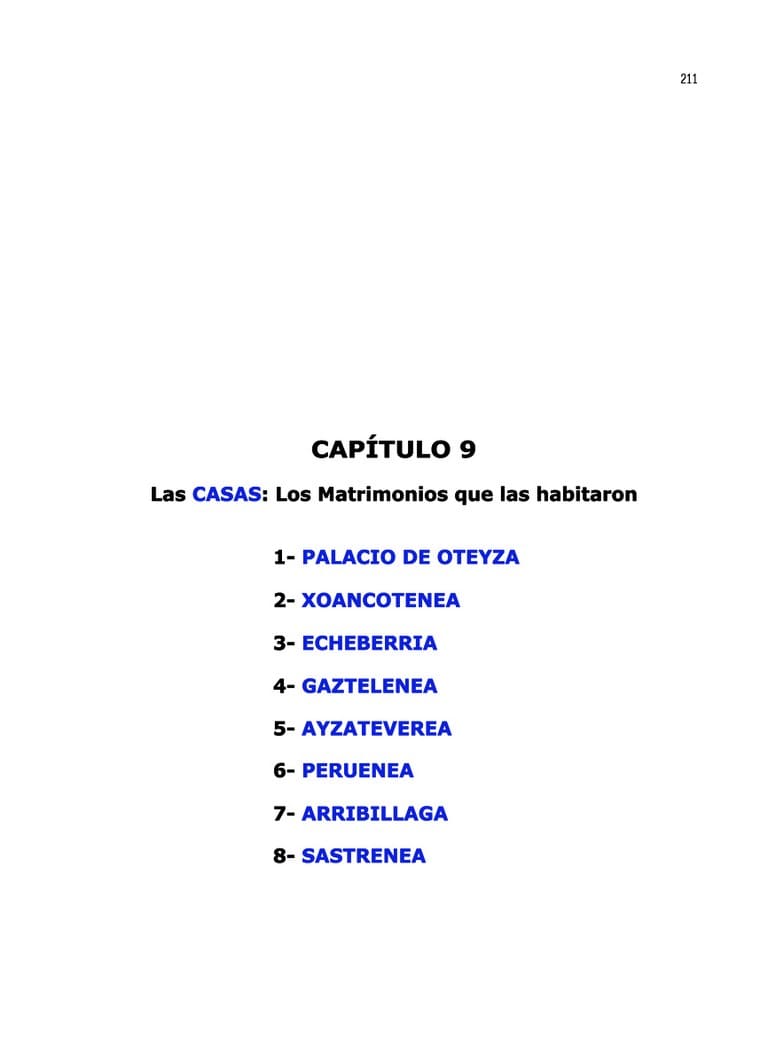 211
CAPÍTULO 9
Las CASAS: Los Matrimonios que las habitaron
1- PALACIO DE OTEYZA
2- XOANCOTENEA
3- ECHEBERRIA
4- GAZTELENEA
5- AYZATEVEREA
6- PERUENEA
7- ARRIBILLAGA
8- SASTRENEA